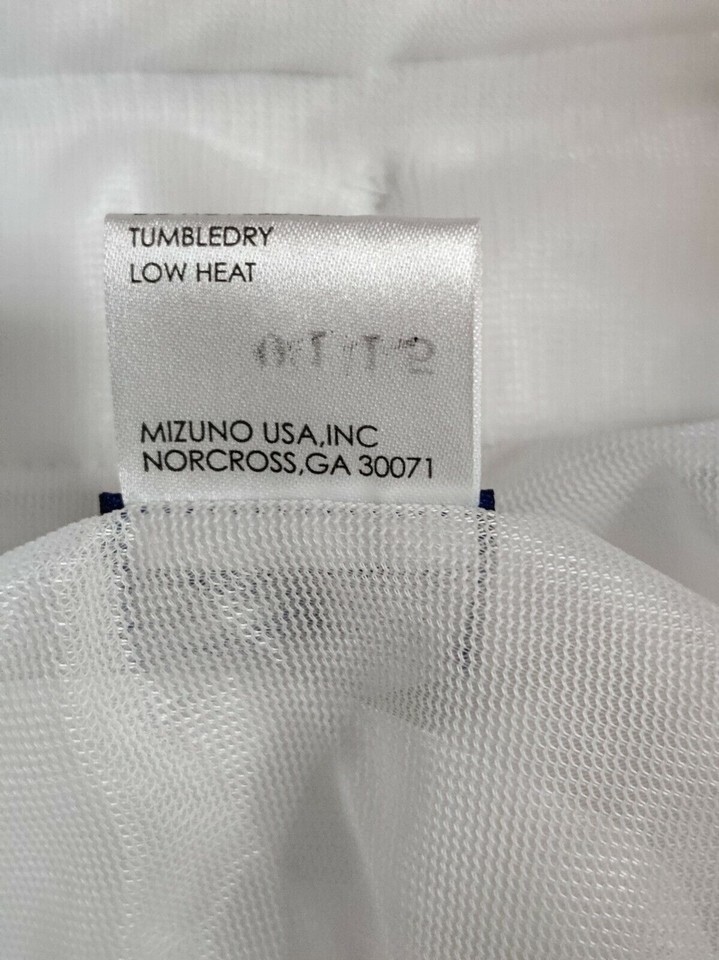 TUMBLEDRY
LOW HEAT
MIZUNO USA,INC
NORCROSS,GA 30071